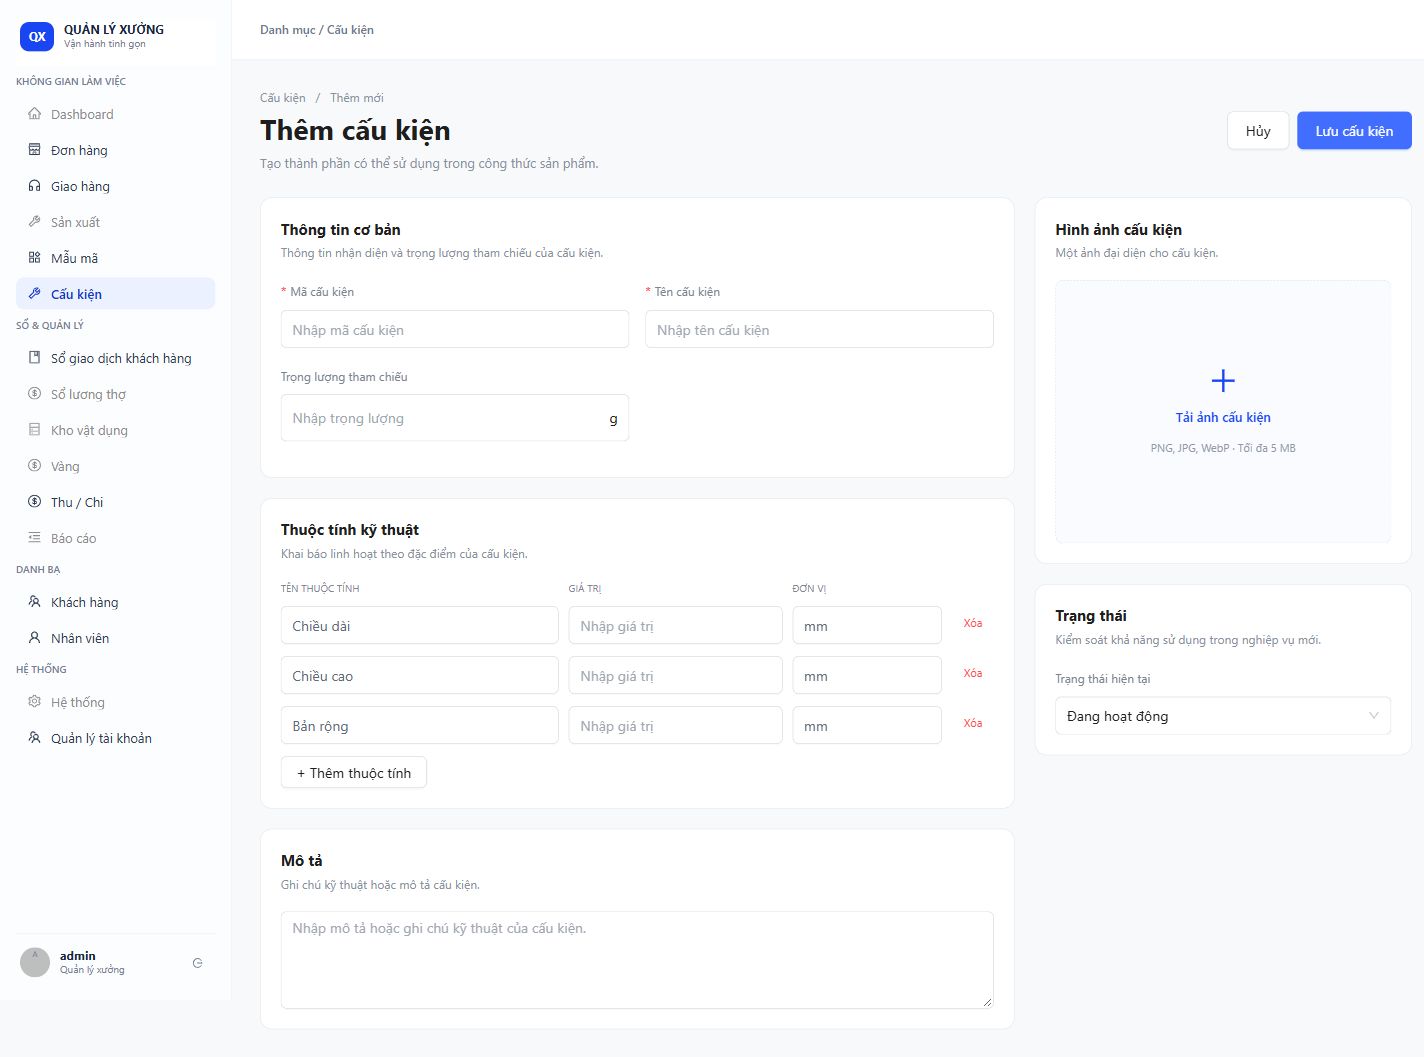 QX
QUẢN LÝ XƯỞNG
Vận hành tinh gọn
KHÔNG GIAN LÀM VIỆC
Dashboard
Đơn hàng
Giao hàng
Sản xuất
Mẫu mã
Cấu kiện
SỔ & QUẢN LÝ
Sổ giao dịch khách hàng
Sổ lương thợ
Kho vật dụng
Vàng
Thu / Chi
Báo cáo
DANH BẠ
Khách hàng
Nhân viên
HỆ THỐNG
Hệ thống
Quản lý tài khoản
A
admin
Quản lý xưởng
Danh mục / Cấu kiện
Cấu kiện / Thêm mới
Thêm cấu kiện
Tạo thành phần có thể sử dụng trong công thức sản phẩm.
Hủy
Lưu cấu kiện
Thông tin cơ bản
Thông tin nhận diện và trọng lượng tham chiếu của cấu kiện.
* Mã cấu kiện
* Tên cấu kiện
Nhập mã cấu kiện
Nhập tên cấu kiện
Trọng lượng tham chiếu
Nhập trọng lượng g
Thuộc tính kỹ thuật
Khai báo linh hoạt theo đặc điểm của cấu kiện.
TÊN THUỘC TÍNH GIÁ TRỊ ĐƠN VỊ
Chiều dài Nhập giá trị mm Xóa
Chiều cao Nhập giá trị mm Xóa
Bản rộng Nhập giá trị mm Xóa
+ Thêm thuộc tính
Mô tả
Ghi chú kỹ thuật hoặc mô tả cấu kiện.
Nhập mô tả hoặc ghi chú kỹ thuật của cấu kiện.
Hình ảnh cấu kiện
Một ảnh đại diện cho cấu kiện.
Tải ảnh cấu kiện
PNG, JPG, WebP · Tối đa 5 MB
Trạng thái
Kiểm soát khả năng sử dụng trong nghiệp vụ mới.
Trạng thái hiện tại
Đang hoạt động